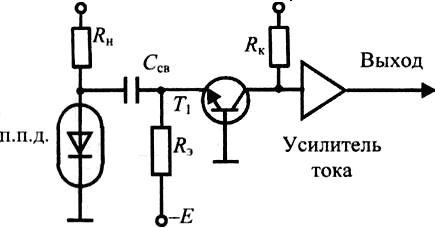 Rн
Rк
Cсв
Выход
T1
п.п.д.
Rэ
Усилитель
тока
–E